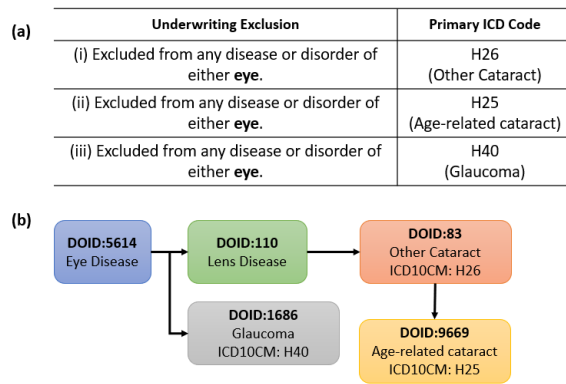 (a)
Underwriting Exclusion Primary ICD Code
(i) Excluded from any disease or disorder of H26
either eye. (Other Cataract)
(ii) Excluded from any disease or disorder of H25
either eye. (Age-related cataract)
(iii) Excluded from any disease or disorder of H40
either eye. (Glaucoma)
(b)
DOID:5614
Eye Disease
DOID:110
Lens Disease
DOID:83
Other Cataract
ICD10CM: H26
DOID:1686
Glaucoma
ICD10CM: H40
DOID:9669
Age-related cataract
ICD10CM: H25